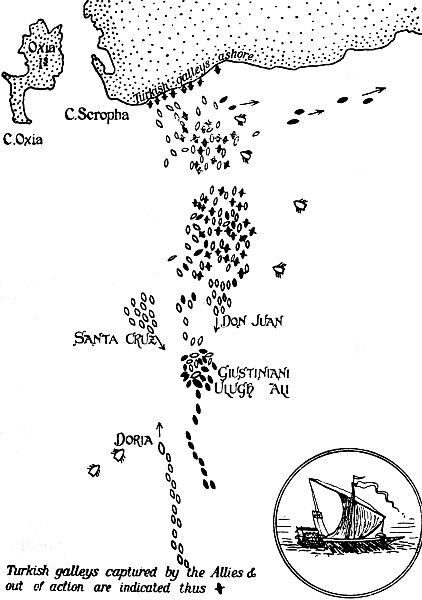 Oxia
Iş
Turkish galleys ashore
C.Scropha
C.Oxia
DON JUAN
SANTA CRUZ
GIUSTINIANI
ULUGH ALI
DORIA
Turkish galleys captured by the Allies &
out of action are indicated thus